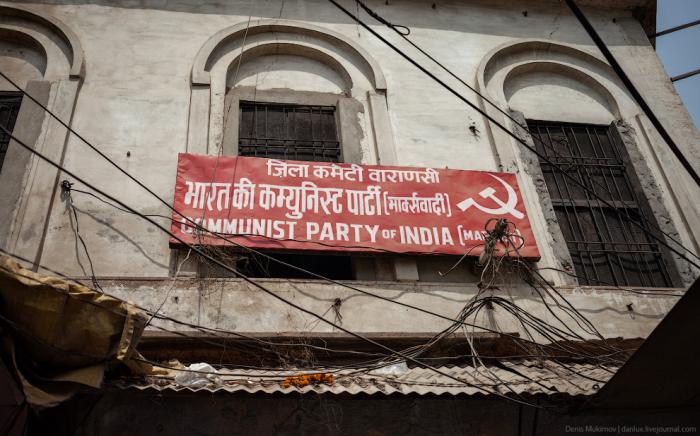 ज़िला कमेटी वाराणसी
भारत की कम्युनिस्ट पार्टी (मार्क्सवादी)
COMMUNIST PARTY OF INDIA
Denis Mukimov | danlux.livejournal.com